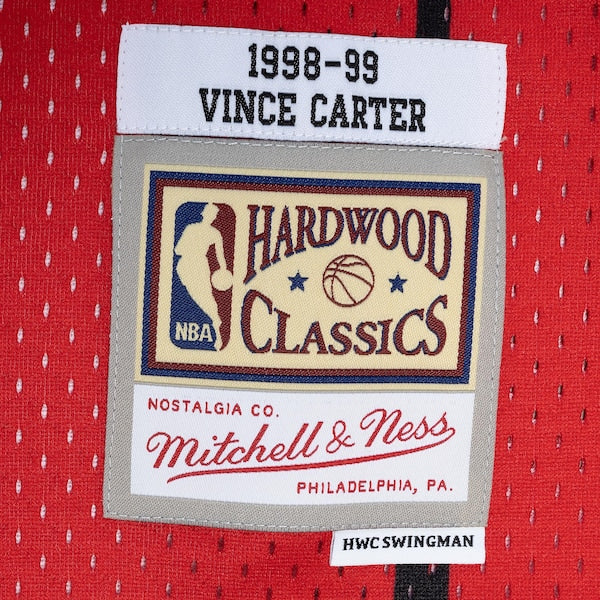 1998-99
VINCE CARTER
HARDWOOD
CLASSICS
NBA
NOSTALGIA CO.
Mitchell & Ness
PHILADELPHIA, PA.
HWC SWINGMAN